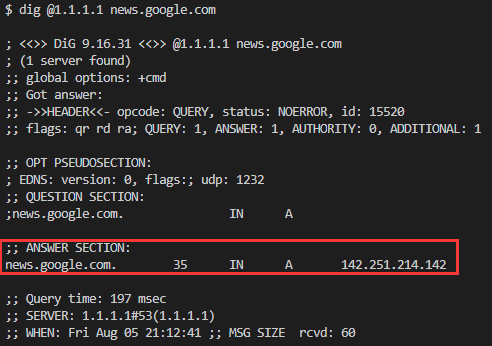 $ dig @1.1.1.1 news.google.com
; <<>> DiG 9.16.31 <<>> @1.1.1.1 news.google.com
; (1 server found)
;; global options: +cmd
;; Got answer:
;; ->>HEADER<<- opcode: QUERY, status: NOERROR, id: 15520
;; flags: qr rd ra; QUERY: 1, ANSWER: 1, AUTHORITY: 0, ADDITIONAL: 1
;; OPT PSEUDOSECTION:
; EDNS: version: 0, flags:; udp: 1232
;; QUESTION SECTION:
;news.google.com. IN A
;; ANSWER SECTION:
news.google.com. 35 IN A 142.251.214.142
;; Query time: 197 msec
;; SERVER: 1.1.1.1#53(1.1.1.1)
;; WHEN: Fri Aug 05 21:12:41 ;; MSG SIZE rcvd: 60